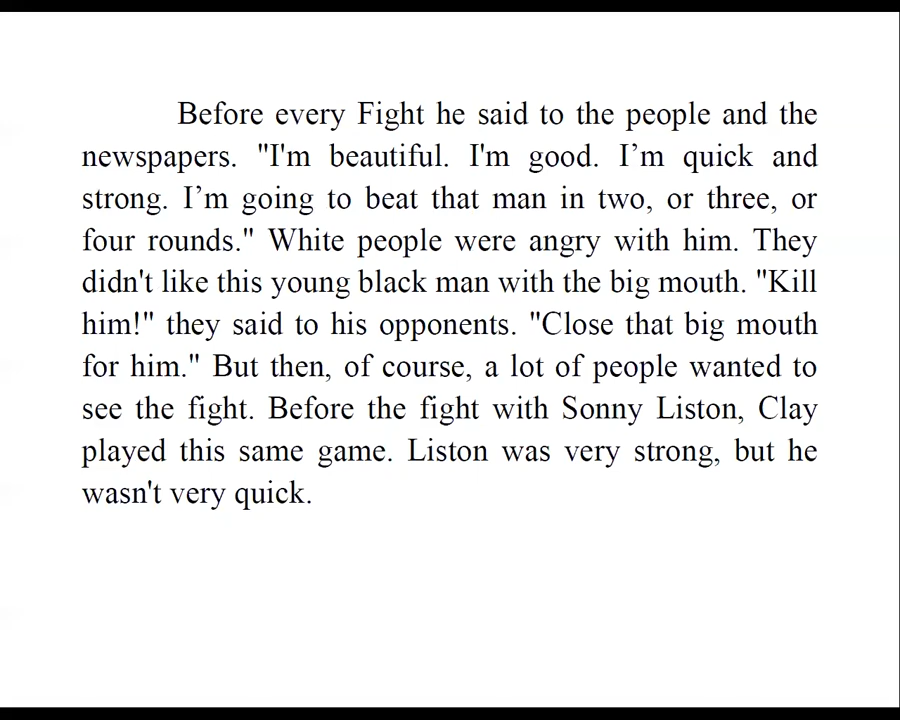 Before every Fight he said to the people and the
newspapers. "I'm beautiful. I'm good. I’m quick and
strong. I’m going to beat that man in two, or three, or
four rounds." White people were angry with him. They
didn't like this young black man with the big mouth. "Kill
him!" they said to his opponents. "Close that big mouth
for him." But then, of course, a lot of people wanted to
see the fight. Before the fight with Sonny Liston, Clay
played this same game. Liston was very strong, but he
wasn't very quick.